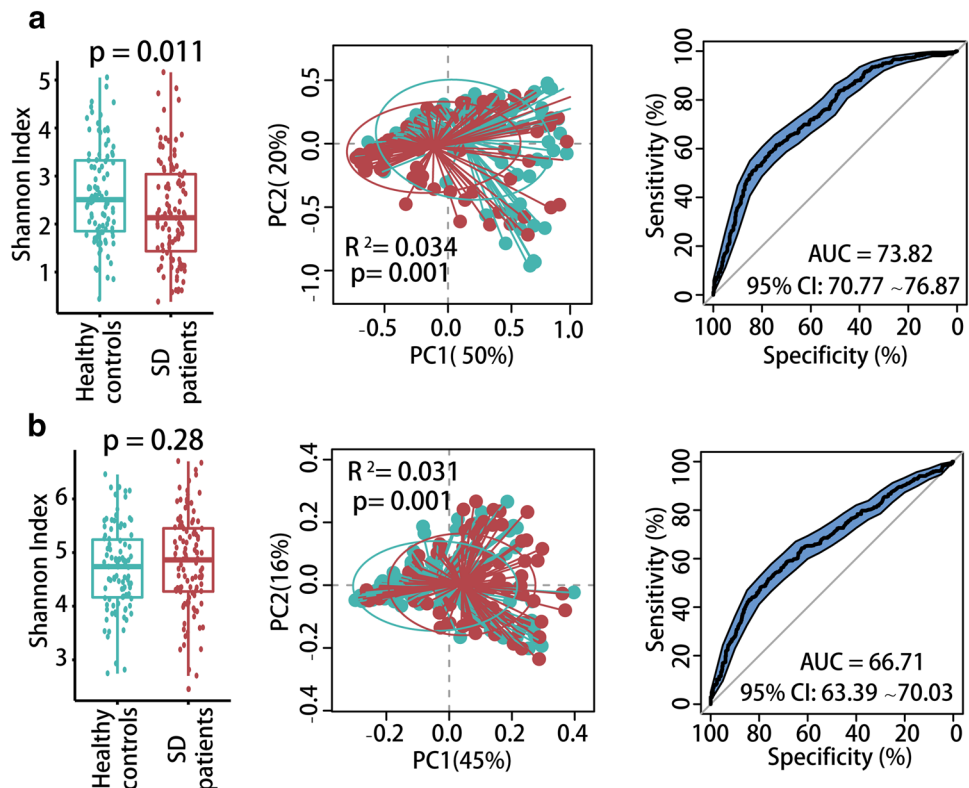 a
p = 0.011
Shannon Index
5
4
3
2
1
Healthy
controls
SD
patients
PC2( 20%)
0.5
0.0
-0.5
-1.0
R²= 0.034
p= 0.001
-0.5
0.0
0.5
1.0
PC1( 50%)
Sensitivity (%)
100
80
60
40
20
0
AUC = 73.82
95% CI: 70.77 ~76.87
100
80
60
40
20
0
Specificity (%)
b
p = 0.28
Shannon Index
6
5
4
3
Healthy
controls
SD
patients
PC2(16%)
0.4
0.2
0.0
-0.2
-0.4
R²= 0.031
p= 0.001
-0.2
0.0
0.2
0.4
PC1(45%)
Sensitivity (%)
100
80
60
40
20
0
AUC = 66.71
95% CI: 63.39 ~70.03
100
80
60
40
20
0
Specificity (%)